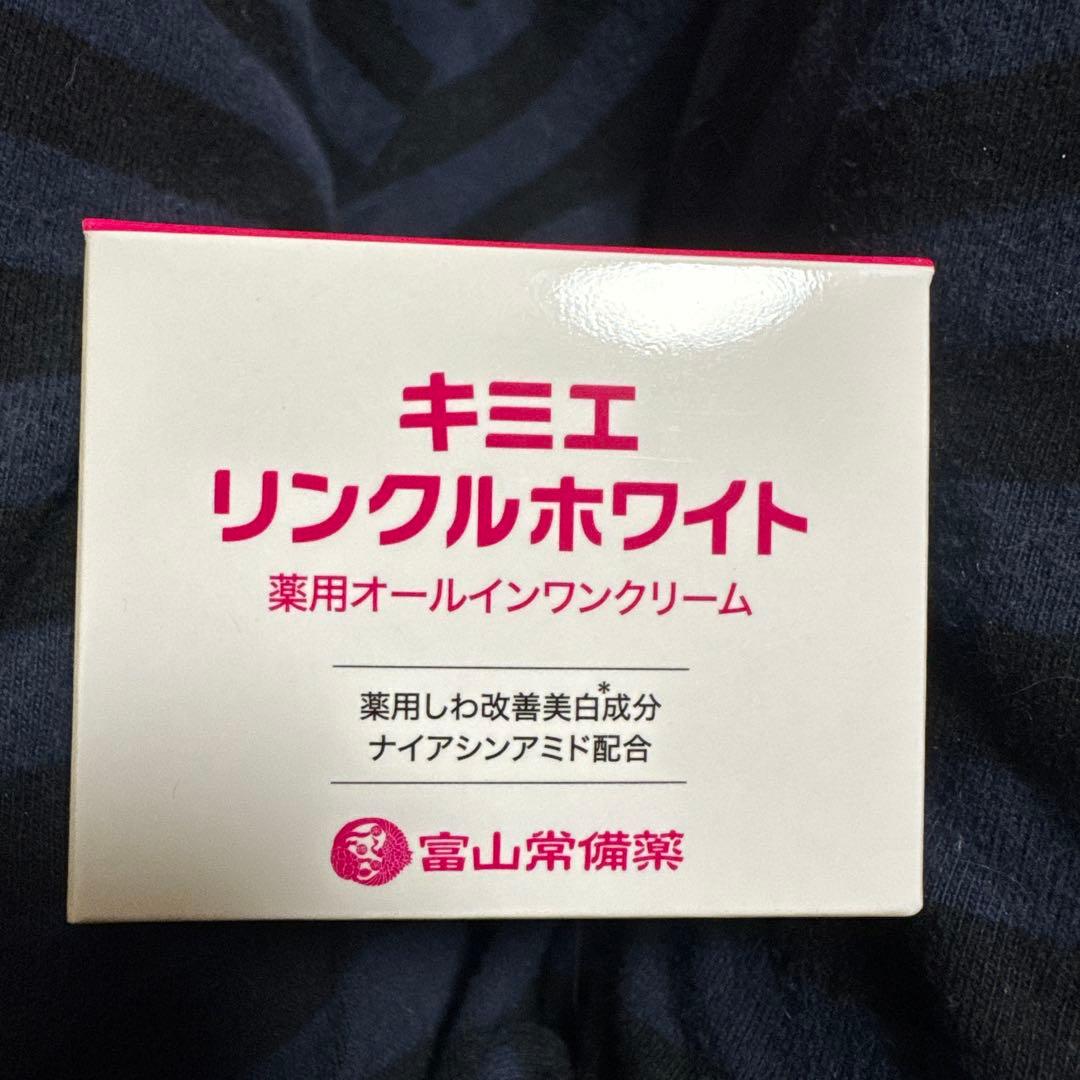 キミエ
リンクルホワイト
薬用オールインワンクリーム
薬用しわ改善美白*成分
ナイアシンアミド配合
富山常備薬